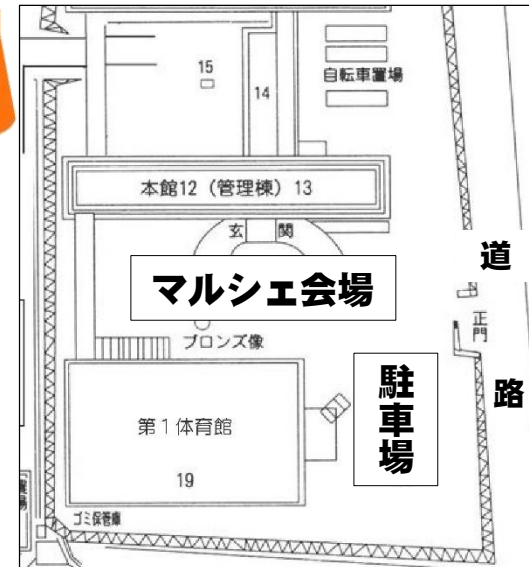 15
14
自転車置場
本館12（管理棟）13
玄関
マルシェ会場
ブロンズ像
道路
正門
駐車場
第1体育館
19
ゴミ保管庫